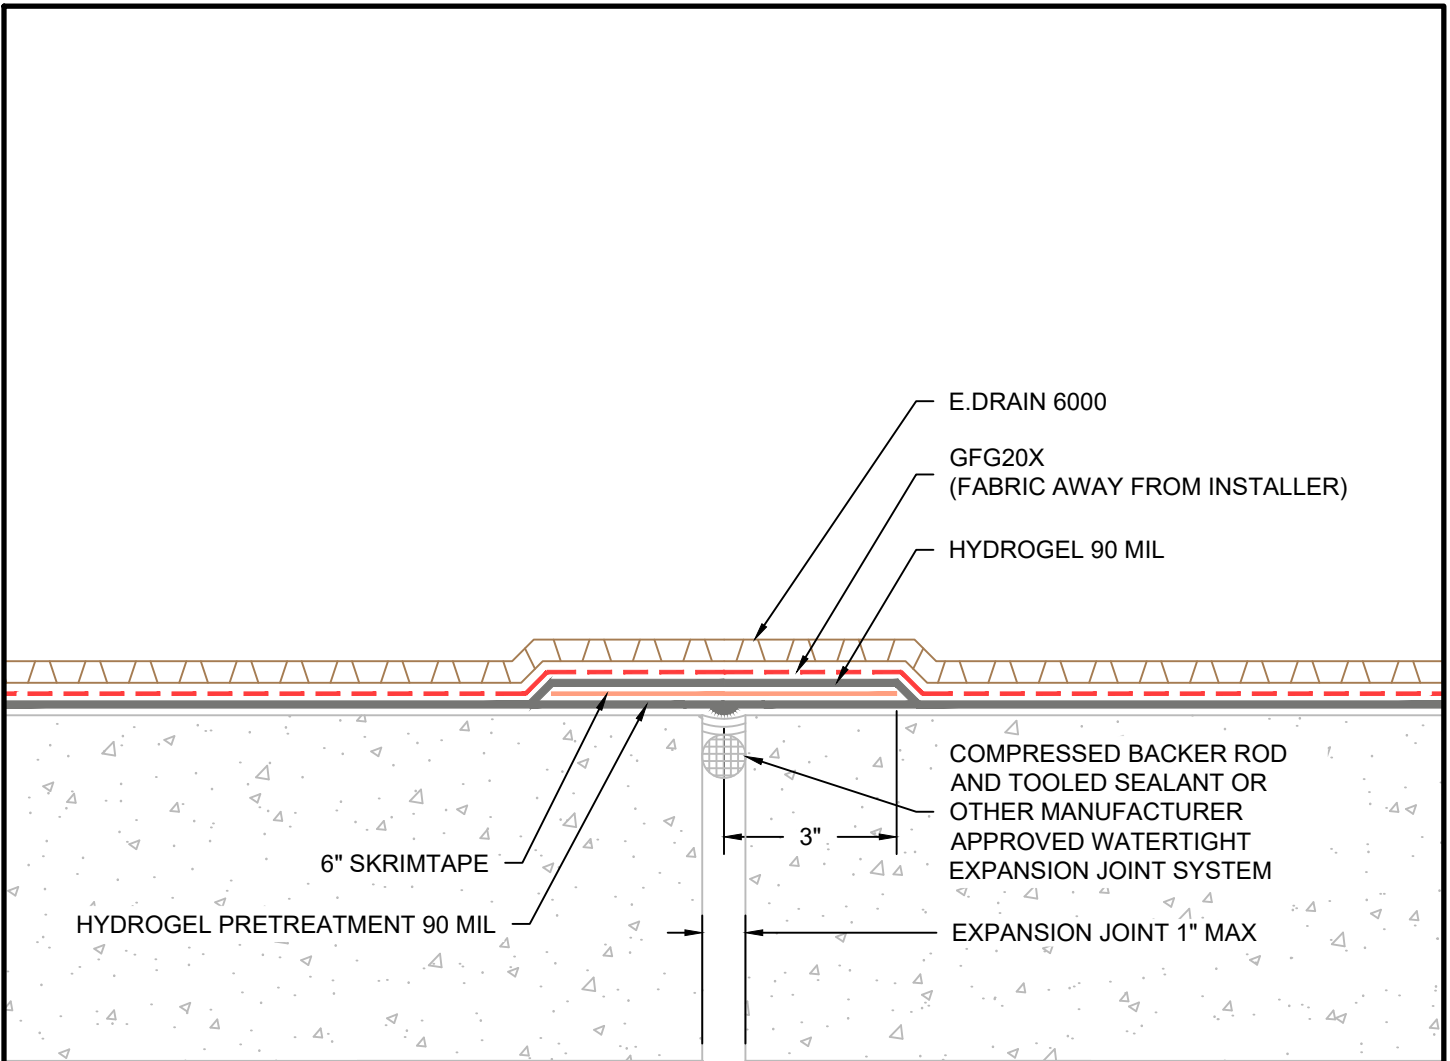 E.DRAIN 6000
GFG20X
(FABRIC AWAY FROM INSTALLER)
HYDROGEL 90 MIL
COMPRESSED BACKER ROD
AND TOOLED SEALANT OR
OTHER MANUFACTURER
APPROVED WATERTIGHT
EXPANSION JOINT SYSTEM
3"
6" SKRIMTAPE
HYDROGEL PRETREATMENT 90 MIL
EXPANSION JOINT 1" MAX